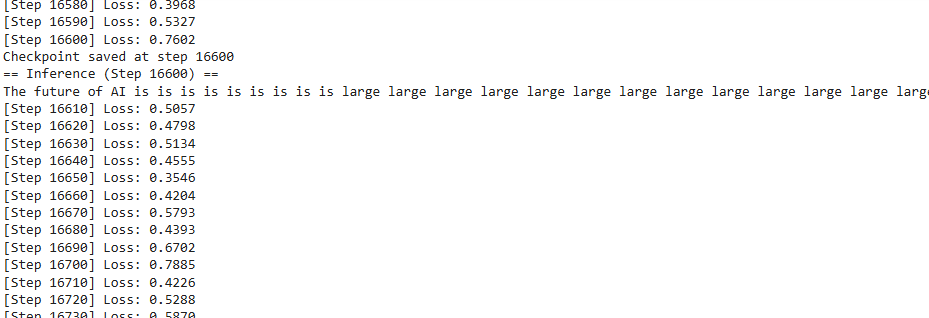 [Step 16580] Loss: 0.3968
[Step 16590] Loss: 0.5327
[Step 16600] Loss: 0.7602
Checkpoint saved at step 16600
== Inference (Step 16600) ==
The future of AI is is is is is is is is is large large large large large large large large large large large large large
[Step 16610] Loss: 0.5057
[Step 16620] Loss: 0.4798
[Step 16630] Loss: 0.5134
[Step 16640] Loss: 0.4555
[Step 16650] Loss: 0.3546
[Step 16660] Loss: 0.4204
[Step 16670] Loss: 0.5793
[Step 16680] Loss: 0.4393
[Step 16690] Loss: 0.6702
[Step 16700] Loss: 0.7885
[Step 16710] Loss: 0.4226
[Step 16720] Loss: 0.5288
[Step 16730] Loss: 0.5870